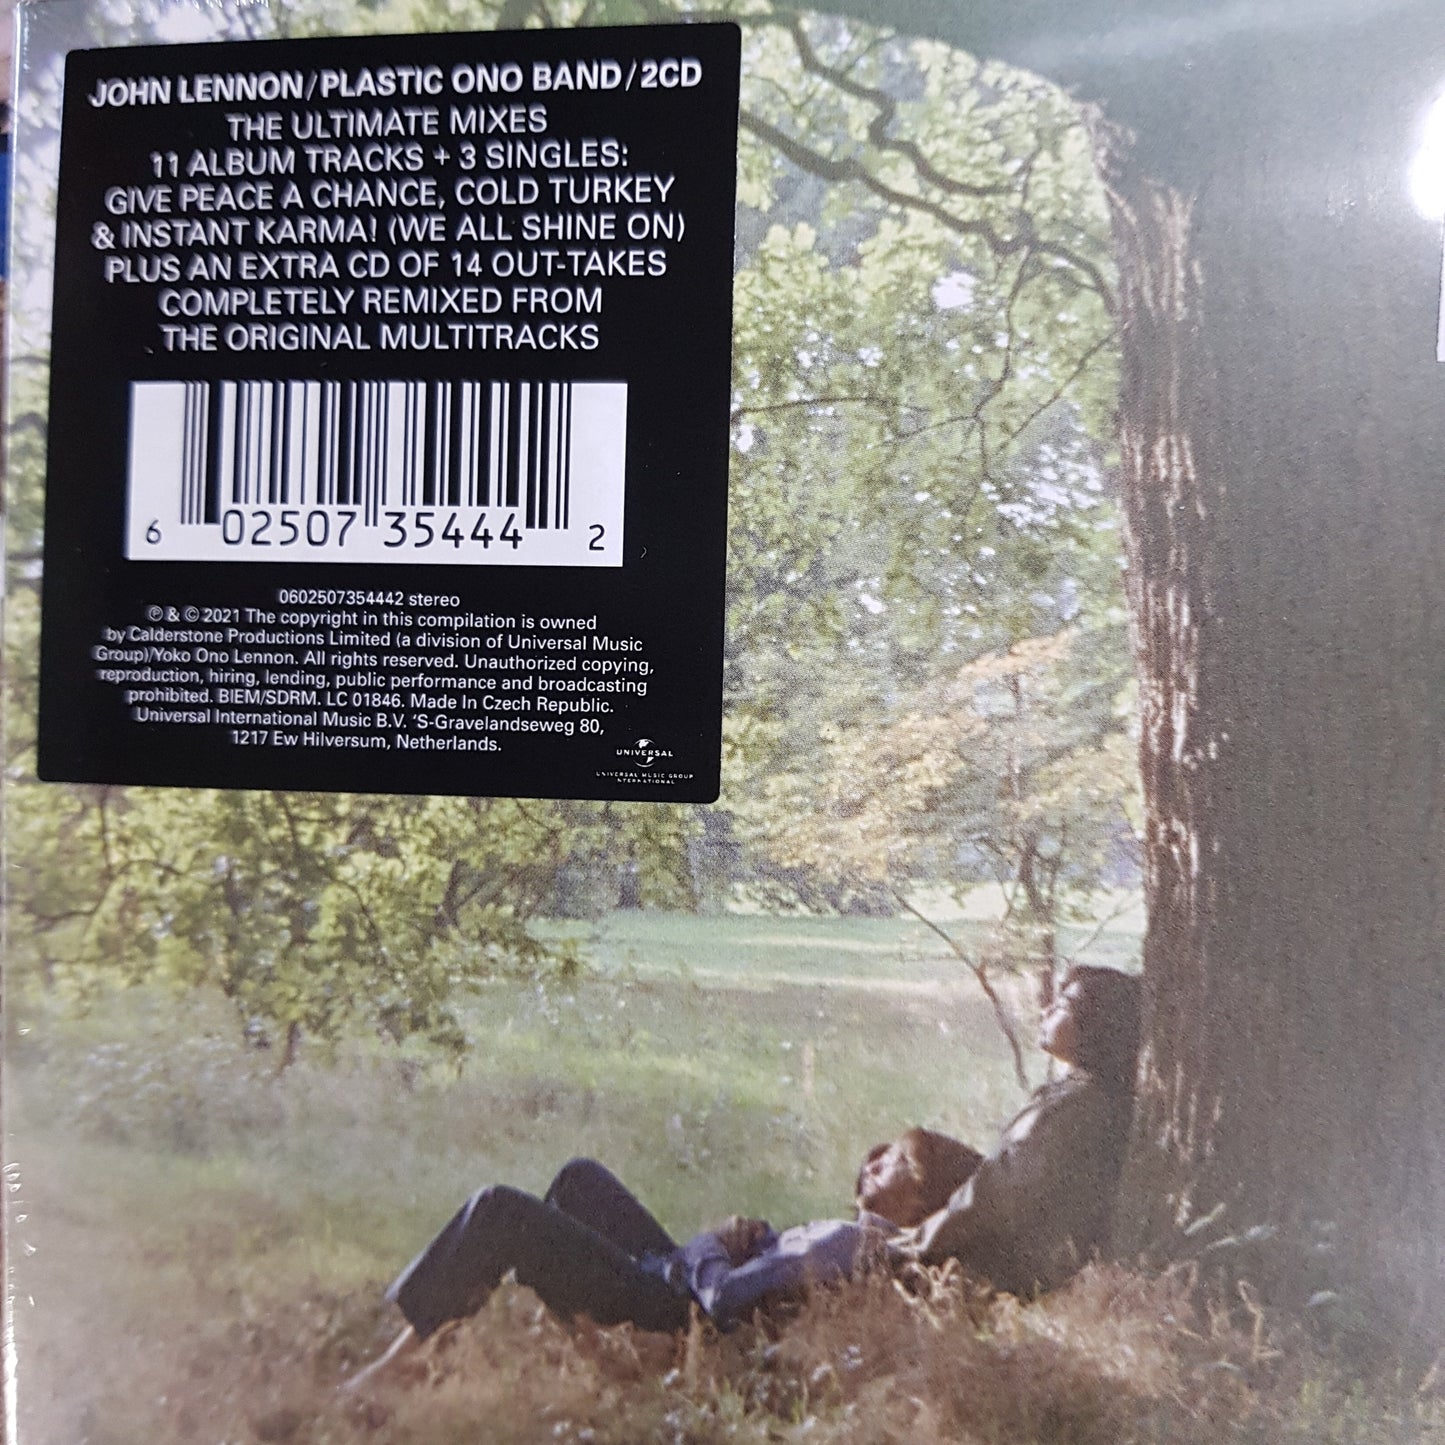 JOHN LENNON/PLASTIC ONO BAND/2CD
THE ULTIMATE MIXES
11 ALBUM TRACKS + 3 SINGLES:
GIVE PEACE A CHANCE, COLD TURKEY
& INSTANT KARMA! (WE ALL SHINE ON)
PLUS AN EXTRA CD OF 14 OUT-TAKES
COMPLETELY REMIXED FROM
THE ORIGINAL MULTITRACKS
6 02507 35444 2
0602507354442 stereo
℗ & © 2021 The copyright in this compilation is owned
by Calderstone Productions Limited (a division of Universal Music
Group)/Yoko Ono Lennon. All rights reserved. Unauthorized copying,
reproduction, hiring, lending, public performance and broadcasting
prohibited. BIEM/SDRM. LC 01846. Made In Czech Republic.
Universal International Music B.V. 'S-Gravelandseweg 80,
1217 Ew Hilversum, Netherlands.
UNIVERSAL
UNIVERSAL MUSIC GROUP
INTERNATIONAL